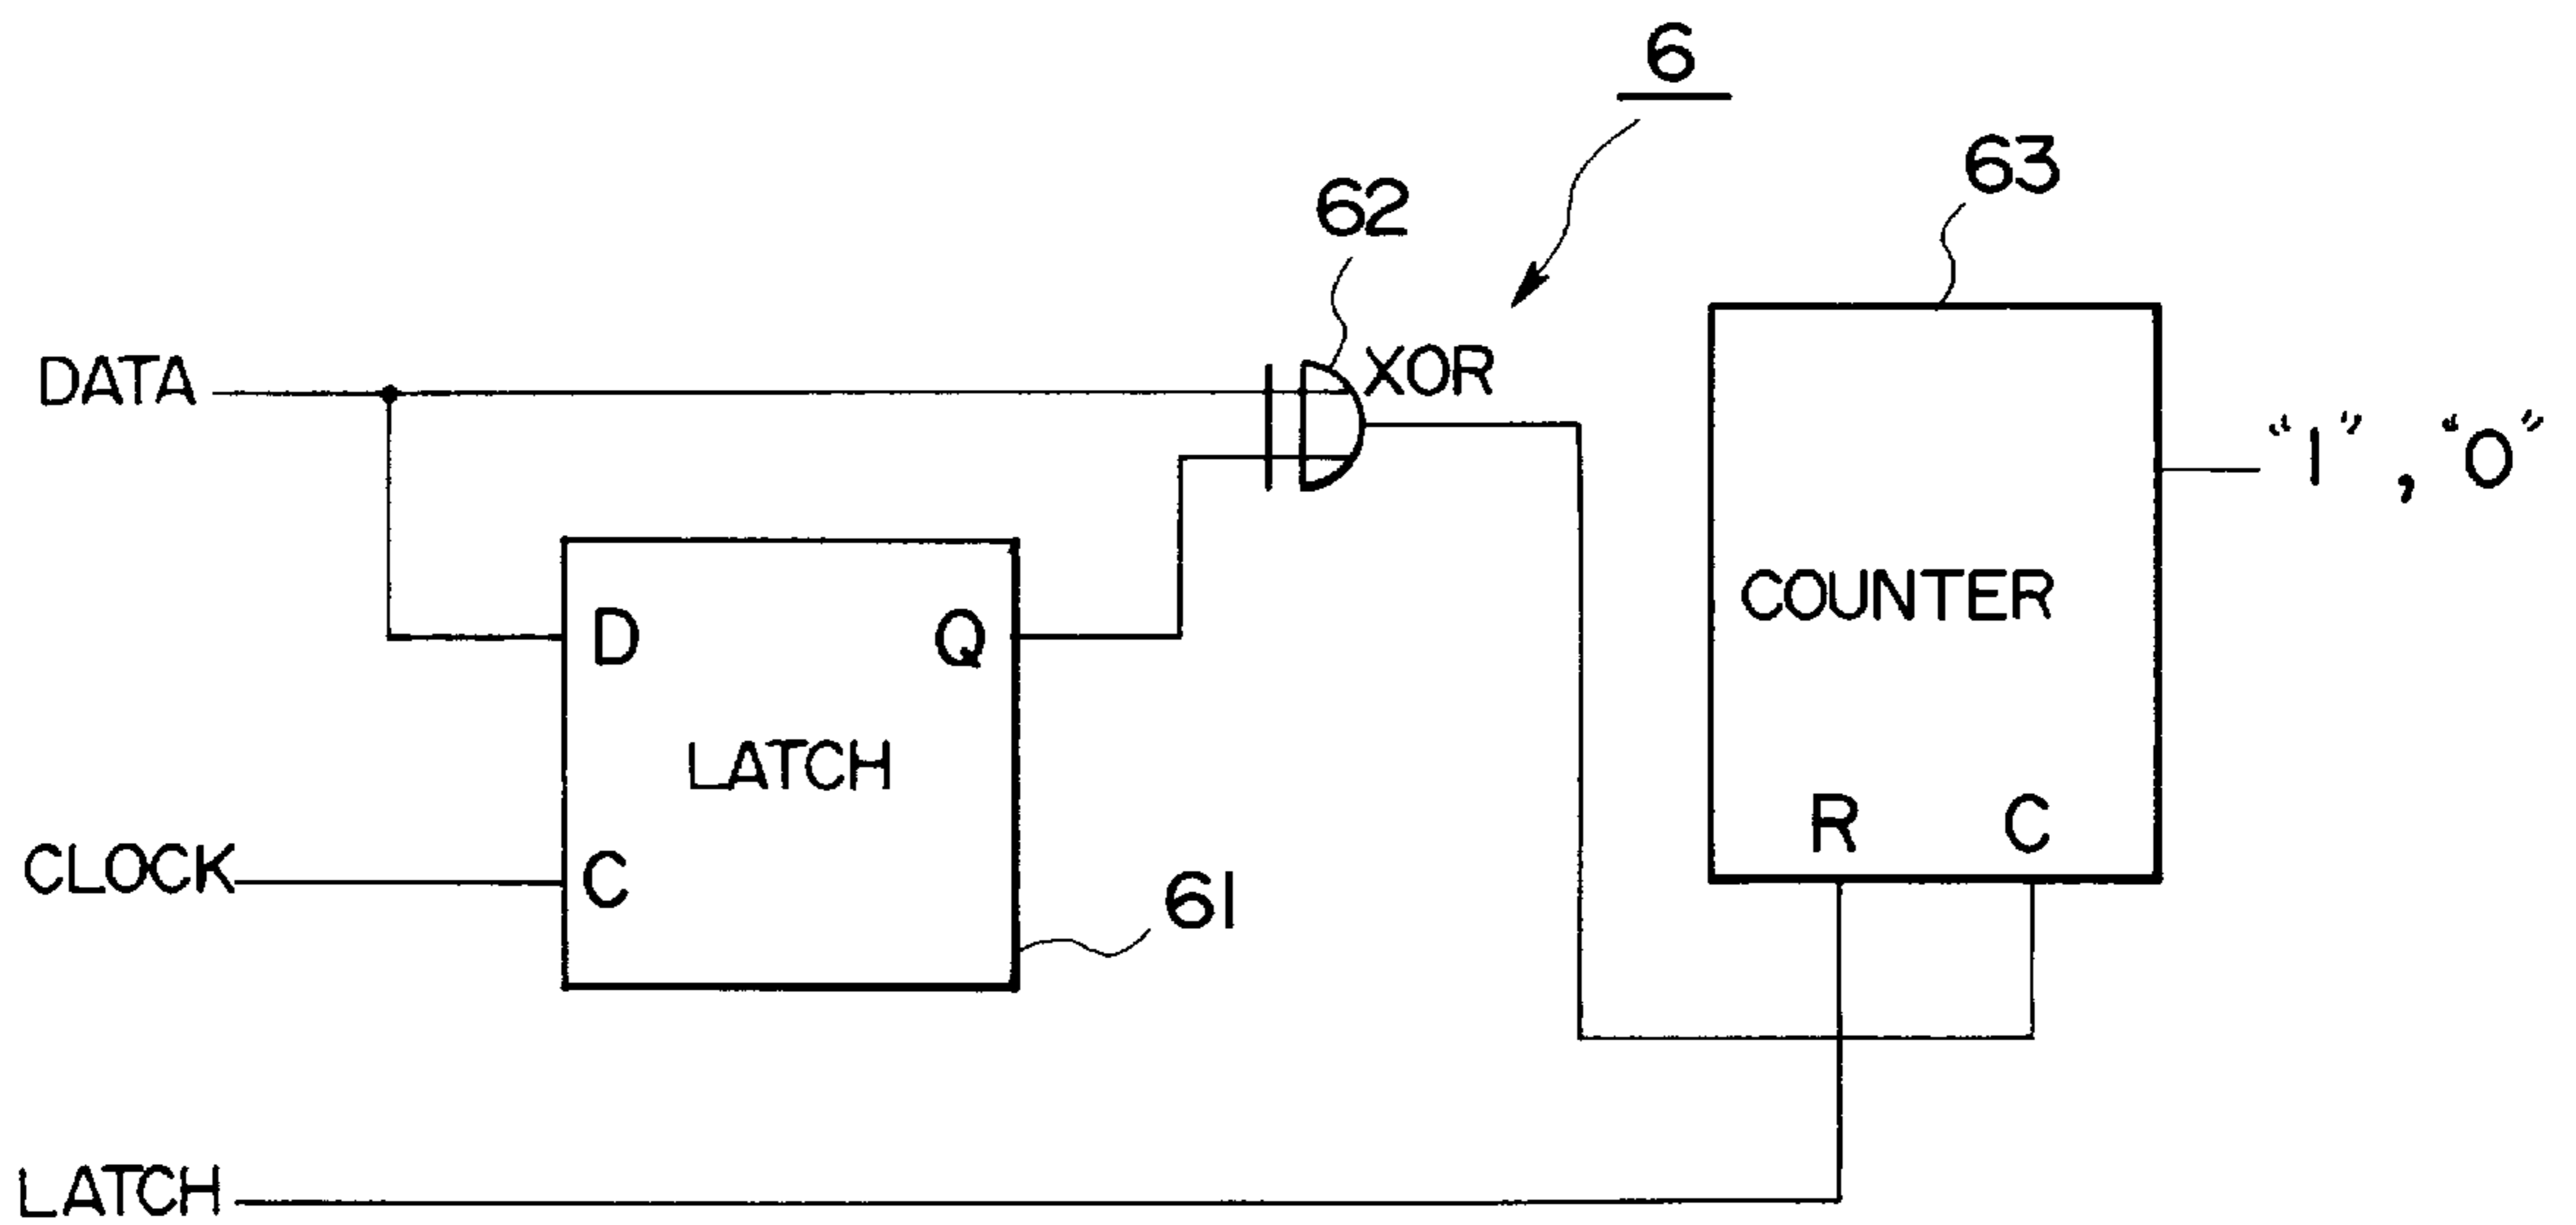 6
63
62
XOR
DATA
“1”, “0”
COUNTER
D
Q
LATCH
R
C
CLOCK
C
61
LATCH